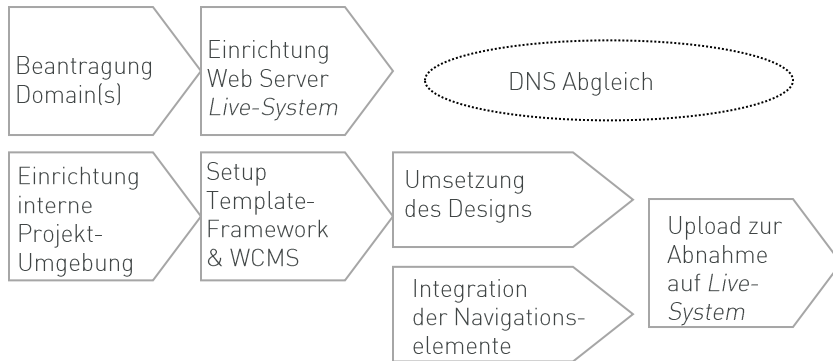 Beantragung
Domain(s)
Einrichtung
Web Server
Live-System
DNS Abgleich
Einrichtung
interne
Projekt-
Umgebung
Setup
Template-
Framework
& WCMS
Umsetzung
des Designs
Integration
der Navigations-
elemente
Upload zur
Abnahme
auf Live-
System